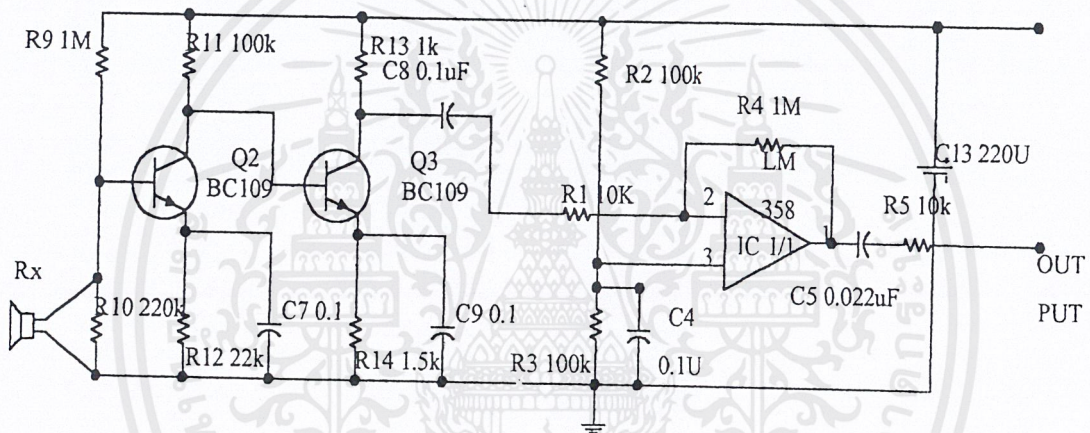 R9 1M
R11 100k
R13 1k
C8 0.1uF
R2 100k
R4 1M
LM
358
IC 1/1
2
3
1
Q2
BC109
Q3
BC109
R1 10K
C13 220U
R5 10k
Rx
R10 220k
R12 22k
C7 0.1
R14 1.5k
C9 0.1
R3 100k
C4
0.1U
C5 0.022uF
OUT
PUT